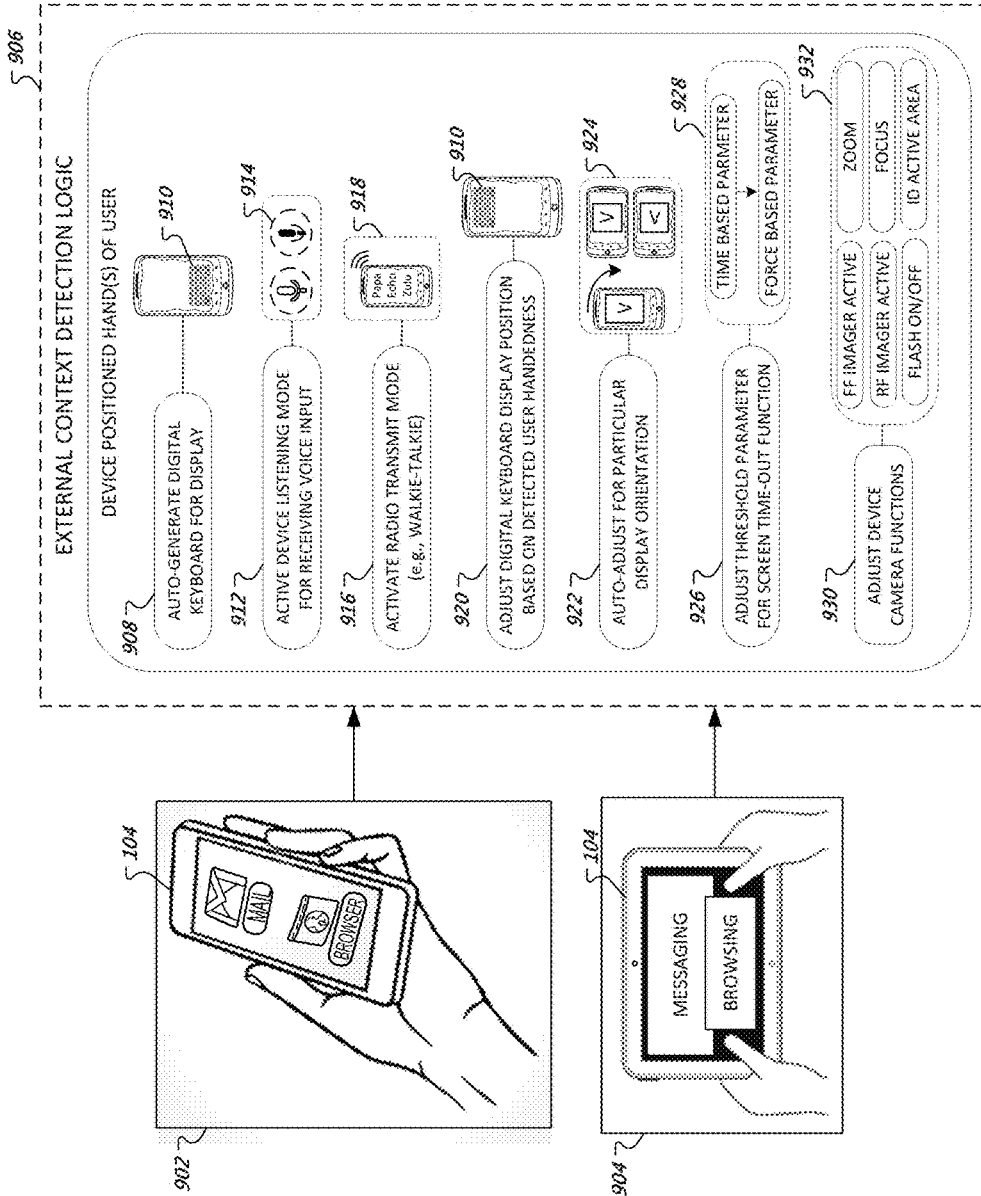 906
EXTERNAL CONTEXT DETECTION LOGIC
DEVICE POSITIONED HAND(S) OF USER
908
AUTO-GENERATE DIGITAL
KEYBOARD FOR DISPLAY
910
912
ACTIVE DEVICE LISTENING MODE
FOR RECEIVING VOICE INPUT
914
916
ACTIVATE RADIO TRANSMIT MODE
(e.g., WALKIE-TALKIE)
918
Papa
Echo
Zulu
920
ADJUST DIGITAL KEYBOARD DISPLAY POSITION
BASED ON DETECTED USER HANDEDNESS
910
922
AUTO-ADJUST FOR PARTICULAR
DISPLAY ORIENTATION
924
V
V
V
926
ADJUST THRESHOLD PARAMETER
FOR SCREEN TIME-OUT FUNCTION
928
TIME BASED PARMETER
FORCE BASED PARAMETER
930
ADJUST DEVICE
CAMERA FUNCTIONS
932
FF IMAGER ACTIVE
ZOOM
RF IMAGER ACTIVE
FOCUS
FLASH ON/OFF
ID ACTIVE AREA
902
104
MAIL
BROWSER
904
104
MESSAGING
BROWSING